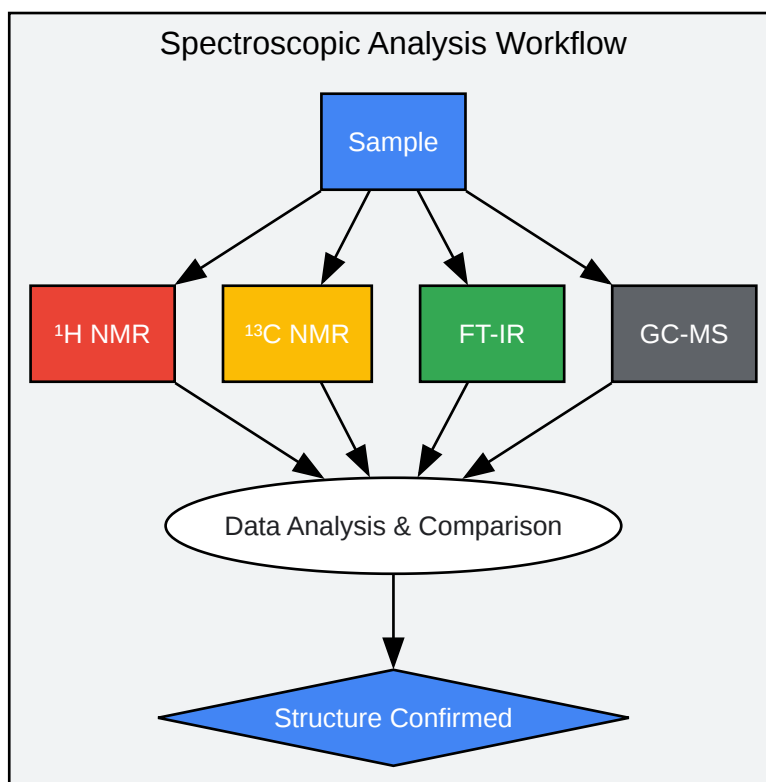 Spectroscopic Analysis Workflow
Sample
¹H NMR
¹³C NMR
FT-IR
GC-MS
Data Analysis & Comparison
Structure Confirmed